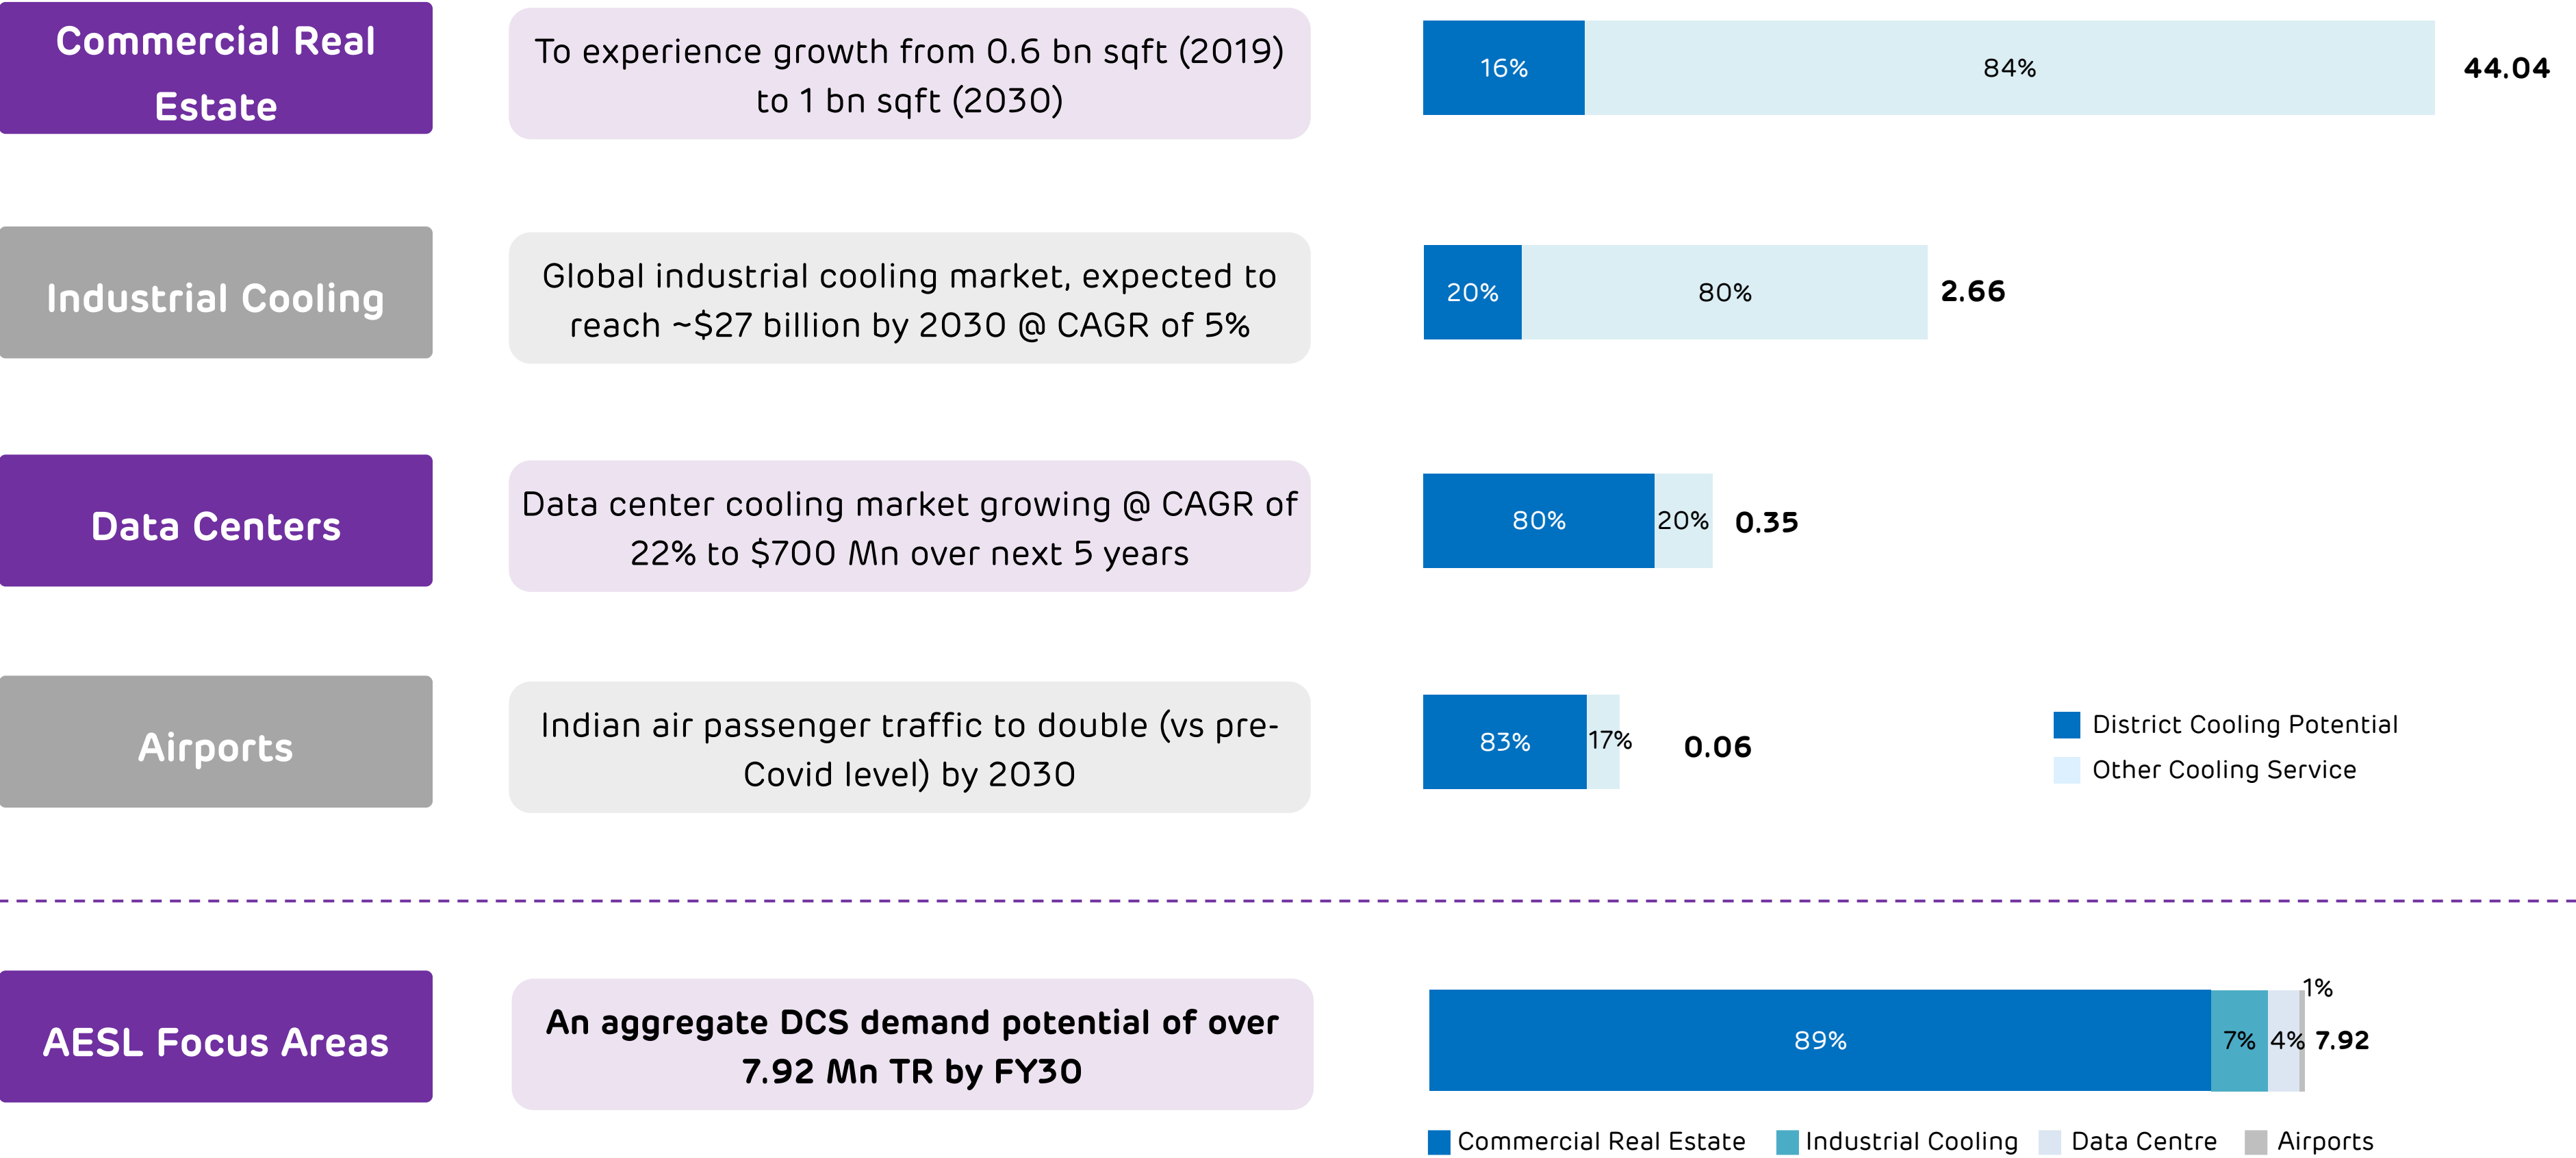 Commercial Real
Estate
To experience growth from 0.6 bn sqft (2019)
to 1 bn sqft (2030)
16%
84%
44.04
Industrial Cooling
Global industrial cooling market, expected to
reach ~$27 billion by 2030 @ CAGR of 5%
20%
80%
2.66
Data Centers
Data center cooling market growing @ CAGR of
22% to $700 Mn over next 5 years
80%
20%
0.35
Airports
Indian air passenger traffic to double (vs pre-
Covid level) by 2030
83%
17%
0.06
District Cooling Potential
Other Cooling Service
AESL Focus Areas
An aggregate DCS demand potential of over
7.92 Mn TR by FY30
89%
7%
4%
1%
7.92
Commercial Real Estate
Industrial Cooling
Data Centre
Airports